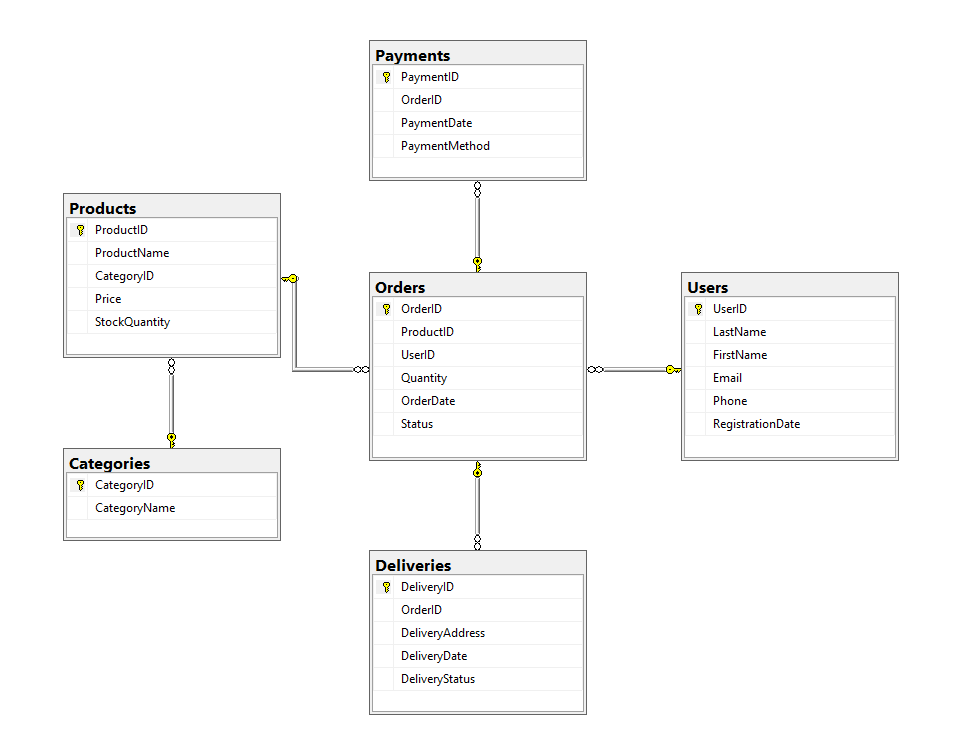 Payments
PaymentID
OrderID
PaymentDate
PaymentMethod
Products
ProductID
ProductName
CategoryID
Price
StockQuantity
Orders
OrderID
ProductID
UserID
Quantity
OrderDate
Status
Users
UserID
LastName
FirstName
Email
Phone
RegistrationDate
Categories
CategoryID
CategoryName
Deliveries
DeliveryID
OrderID
DeliveryAddress
DeliveryDate
DeliveryStatus